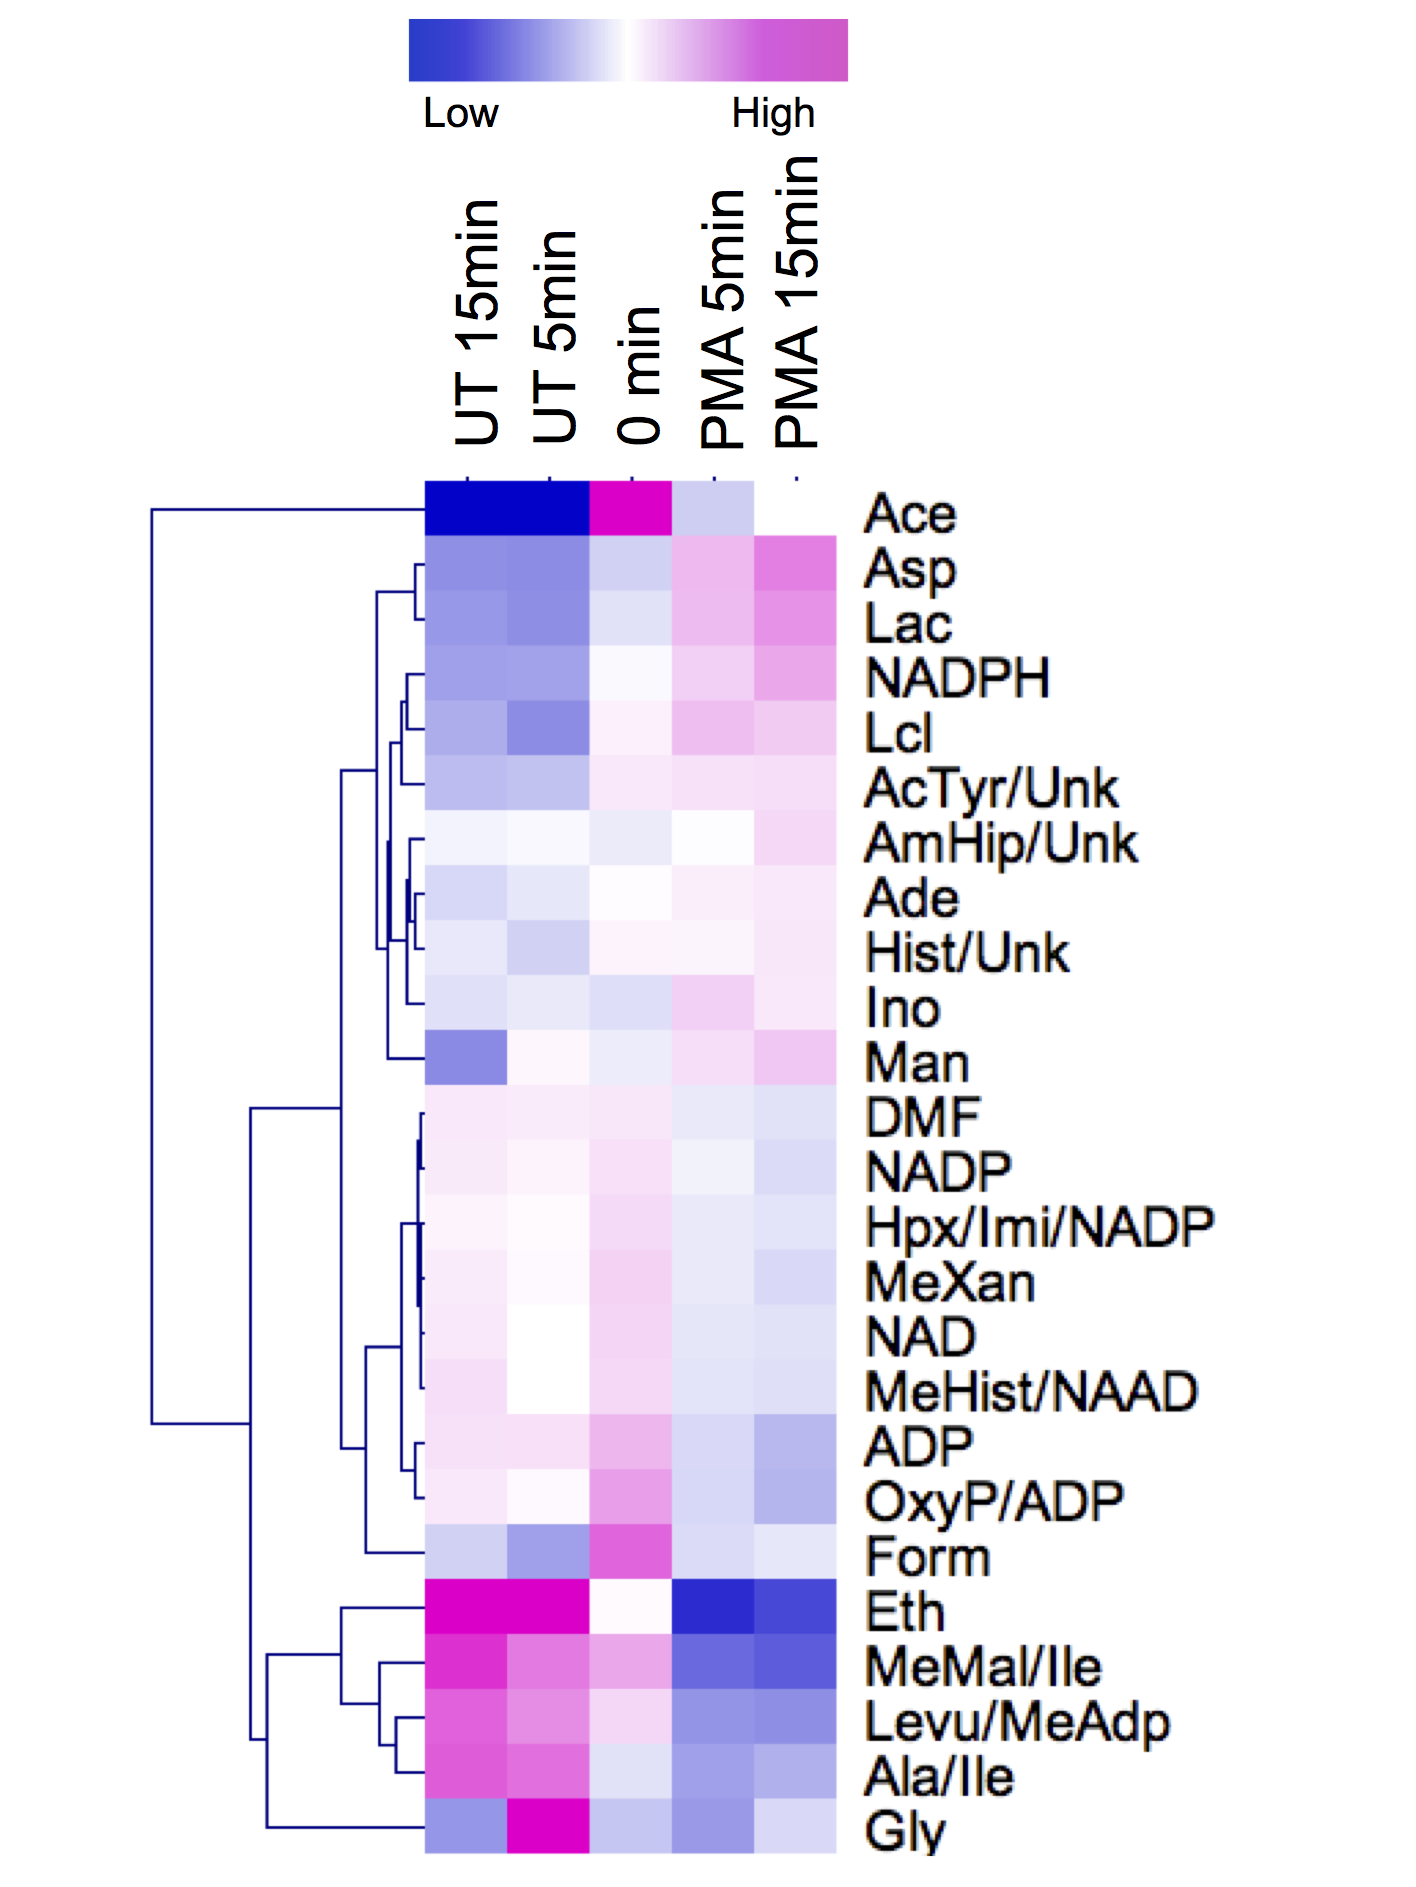 Low High
UT 15min
UT 5min
0 min
PMA 5min
PMA 15min
Ace
Asp
Lac
NADPH
Lcl
AcTyr/Unk
AmHip/Unk
Ade
Hist/Unk
Ino
Man
DMF
NADP
Hpx/Imi/NADP
MeXan
NAD
MeHist/NAAD
ADP
OxyP/ADP
Form
Eth
MeMal/Ile
Levu/MeAdp
Ala/Ile
Gly